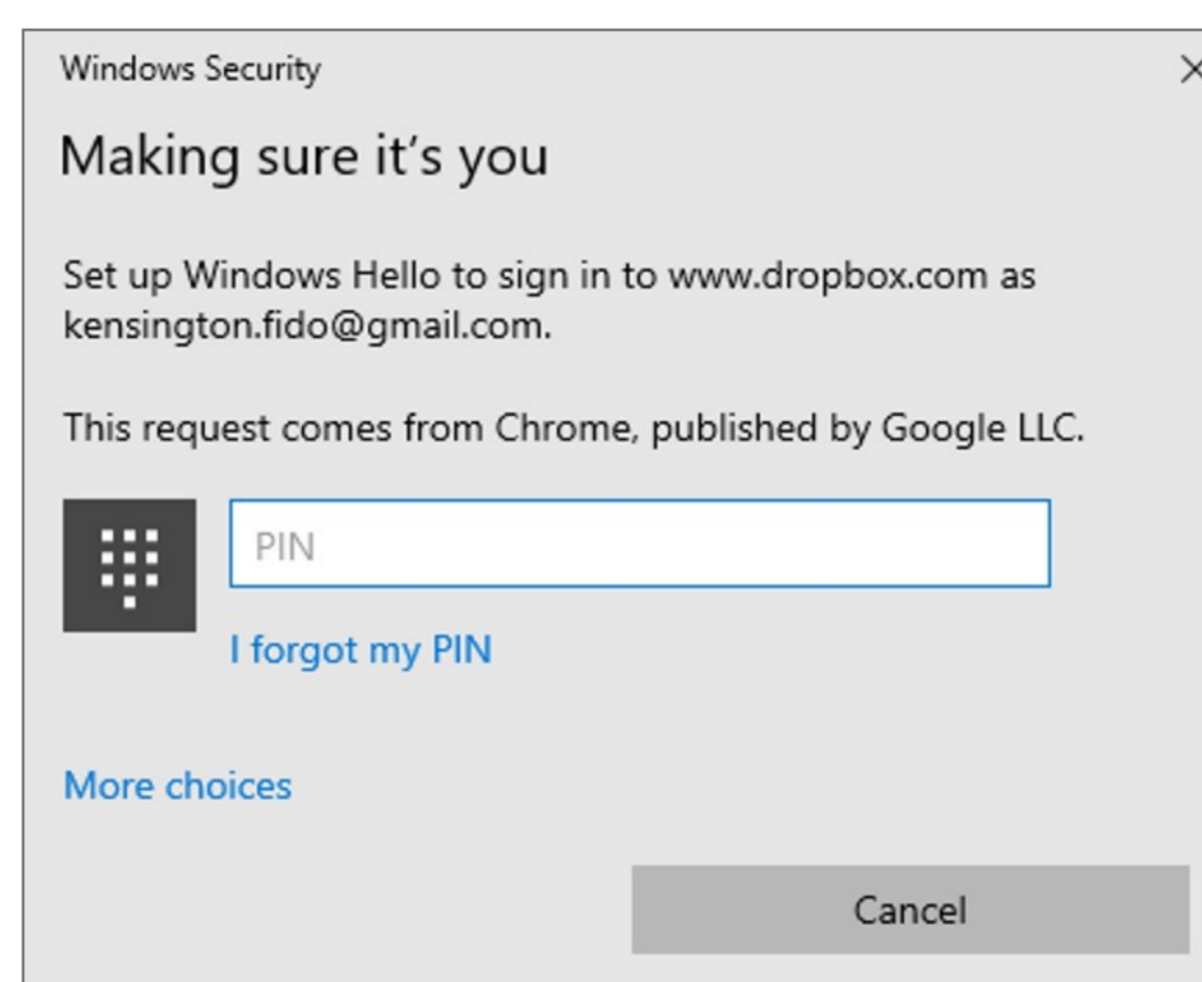 Windows Security
Making sure it's you
Set up Windows Hello to sign in to www.dropbox.com as
kensington.fido@gmail.com.
This request comes from Chrome, published by Google LLC.
PIN
I forgot my PIN
More choices
Cancel